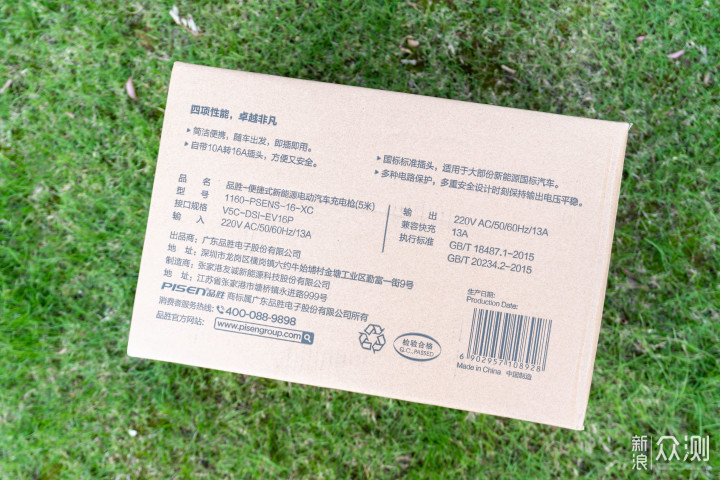 四项性能，卓越非凡
▸ 简洁便携，随车出发，即插即用。
▸ 自带10A转16A插头，方便又安全。
▸ 国标标准插头，适用于大部份新能源国标汽车。
▸ 多种电路保护，多重安全设计时刻保持输出电压平稳。
品 名 品胜-便捷式新能源电动汽车充电枪(5米)
型 号 1160-PSENS-16-XC
接口规格 V5C-DSI-EV16P
输 入 220V AC/50/60Hz/13A
输 出 220V AC/50/60Hz/13A
兼容快充 13A
执行标准 GB/T 18487.1-2015
GB/T 20234.2-2015
出品商：广东品胜电子股份有限公司
地 址：深圳市龙岗区横岗镇六约牛始埔村金塘工业区勤富一街9号
制造商：张家港友诚新能源科技股份有限公司
地 址：江苏省张家港市塘桥镇永进路999号
PISEN品胜 商标属广东品胜电子股份有限公司所有
消费者服务热线：400-088-9898
品胜官方网站：www.pisengroup.com
检验合格
Q.C.PASSED
生产日期:
Production Date:
6 902957 108928
Made in China 中国制造
新浪 众测